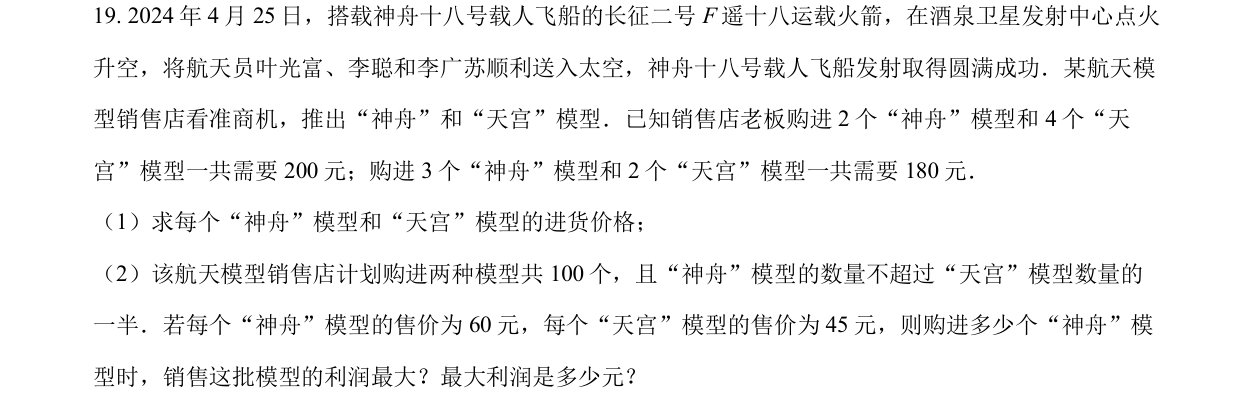 19. 2024 年 4 月 25 日，搭载神舟十八号载人飞船的长征二号 F 遥十八运载火箭，在酒泉卫星发射中心点火
升空，将航天员叶光富、李聪和李广苏顺利送入太空，神舟十八号载人飞船发射取得圆满成功．某航天模
型销售店看准商机，推出“神舟”和“天宫”模型．已知销售店老板购进 2 个“神舟”模型和 4 个“天
宫”模型一共需要 200 元；购进 3 个“神舟”模型和 2 个“天宫”模型一共需要 180 元．
（1）求每个“神舟”模型和“天宫”模型的进货价格；
（2）该航天模型销售店计划购进两种模型共 100 个，且“神舟”模型的数量不超过“天宫”模型数量的
一半．若每个“神舟”模型的售价为 60 元，每个“天宫”模型的售价为 45 元，则购进多少个“神舟”模
型时，销售这批模型的利润最大？最大利润是多少元？